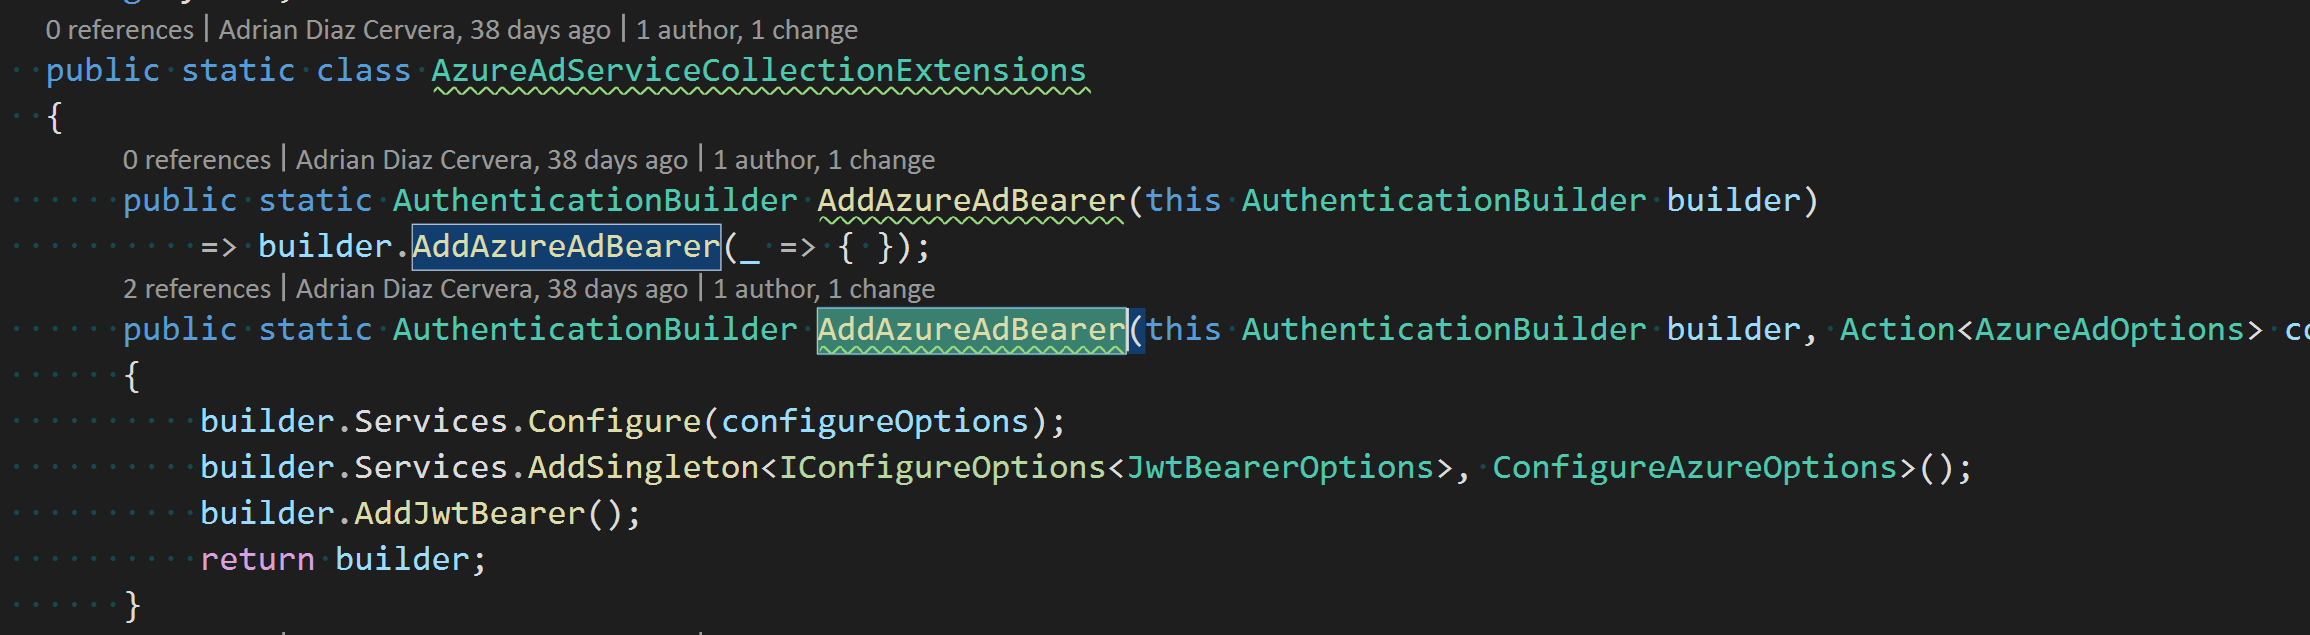 0 references | Adrian Diaz Cervera, 38 days ago | 1 author, 1 change
public static class AzureAdServiceCollectionExtensions
{
0 references | Adrian Diaz Cervera, 38 days ago | 1 author, 1 change
public static AuthenticationBuilder AddAzureAdBearer(this AuthenticationBuilder builder)
=> builder.AddAzureAdBearer(_ => { });
2 references | Adrian Diaz Cervera, 38 days ago | 1 author, 1 change
public static AuthenticationBuilder AddAzureAdBearer(this AuthenticationBuilder builder, Action<AzureAdOptions>
{
builder.Services.Configure(configureOptions);
builder.Services.AddSingleton<IConfigureOptions<JwtBearerOptions>, ConfigureAzureOptions>();
builder.AddJwtBearer();
return builder;
}